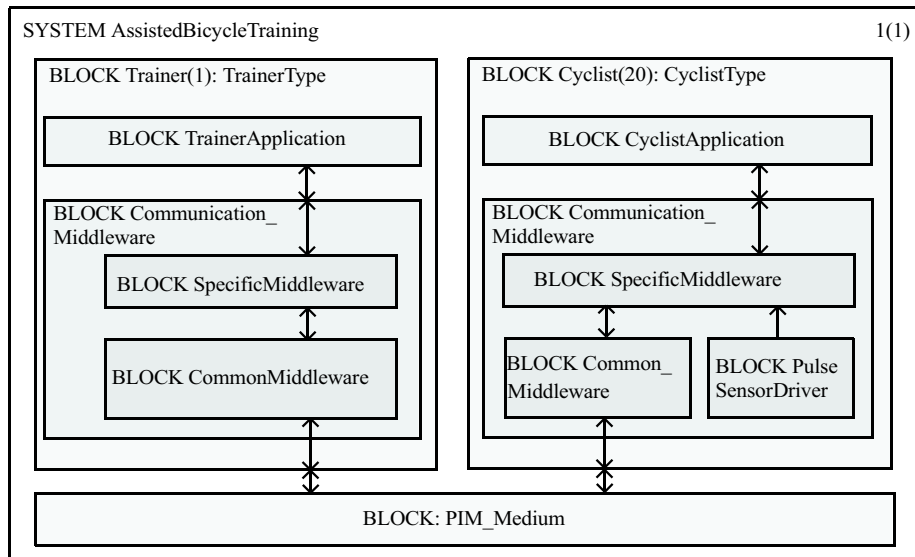 SYSTEM AssistedBicycleTraining 1(1)
BLOCK Trainer(1): TrainerType
BLOCK TrainerApplication
BLOCK Communication_
Middleware
BLOCK SpecificMiddleware
BLOCK CommonMiddleware
BLOCK Cyclist(20): CyclistType
BLOCK CyclistApplication
BLOCK Communication_
Middleware
BLOCK SpecificMiddleware
BLOCK Common_
Middleware
BLOCK Pulse
SensorDriver
BLOCK: PIM_Medium